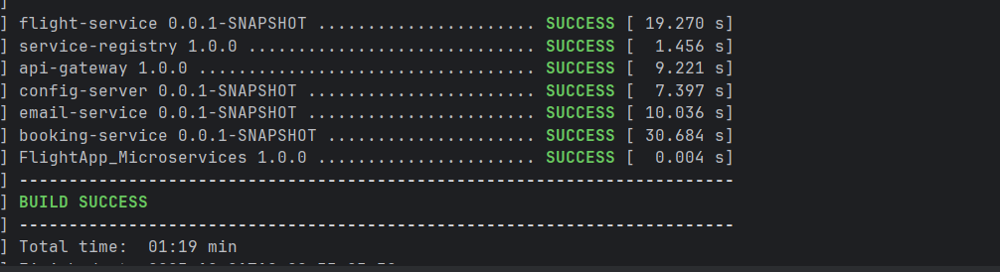 ]
] flight-service 0.0.1-SNAPSHOT ...................... SUCCESS [ 19.270 s]
] service-registry 1.0.0 ............................. SUCCESS [  1.456 s]
] api-gateway 1.0.0 .................................. SUCCESS [  9.221 s]
] config-server 0.0.1-SNAPSHOT ....................... SUCCESS [  7.397 s]
] email-service 0.0.1-SNAPSHOT ....................... SUCCESS [ 10.036 s]
] booking-service 0.0.1-SNAPSHOT ..................... SUCCESS [ 30.684 s]
] FlightApp_Microservices 1.0.0 ...................... SUCCESS [  0.004 s]
] ------------------------------------------------------------------------
] BUILD SUCCESS
] ------------------------------------------------------------------------
] Total time:  01:19 min